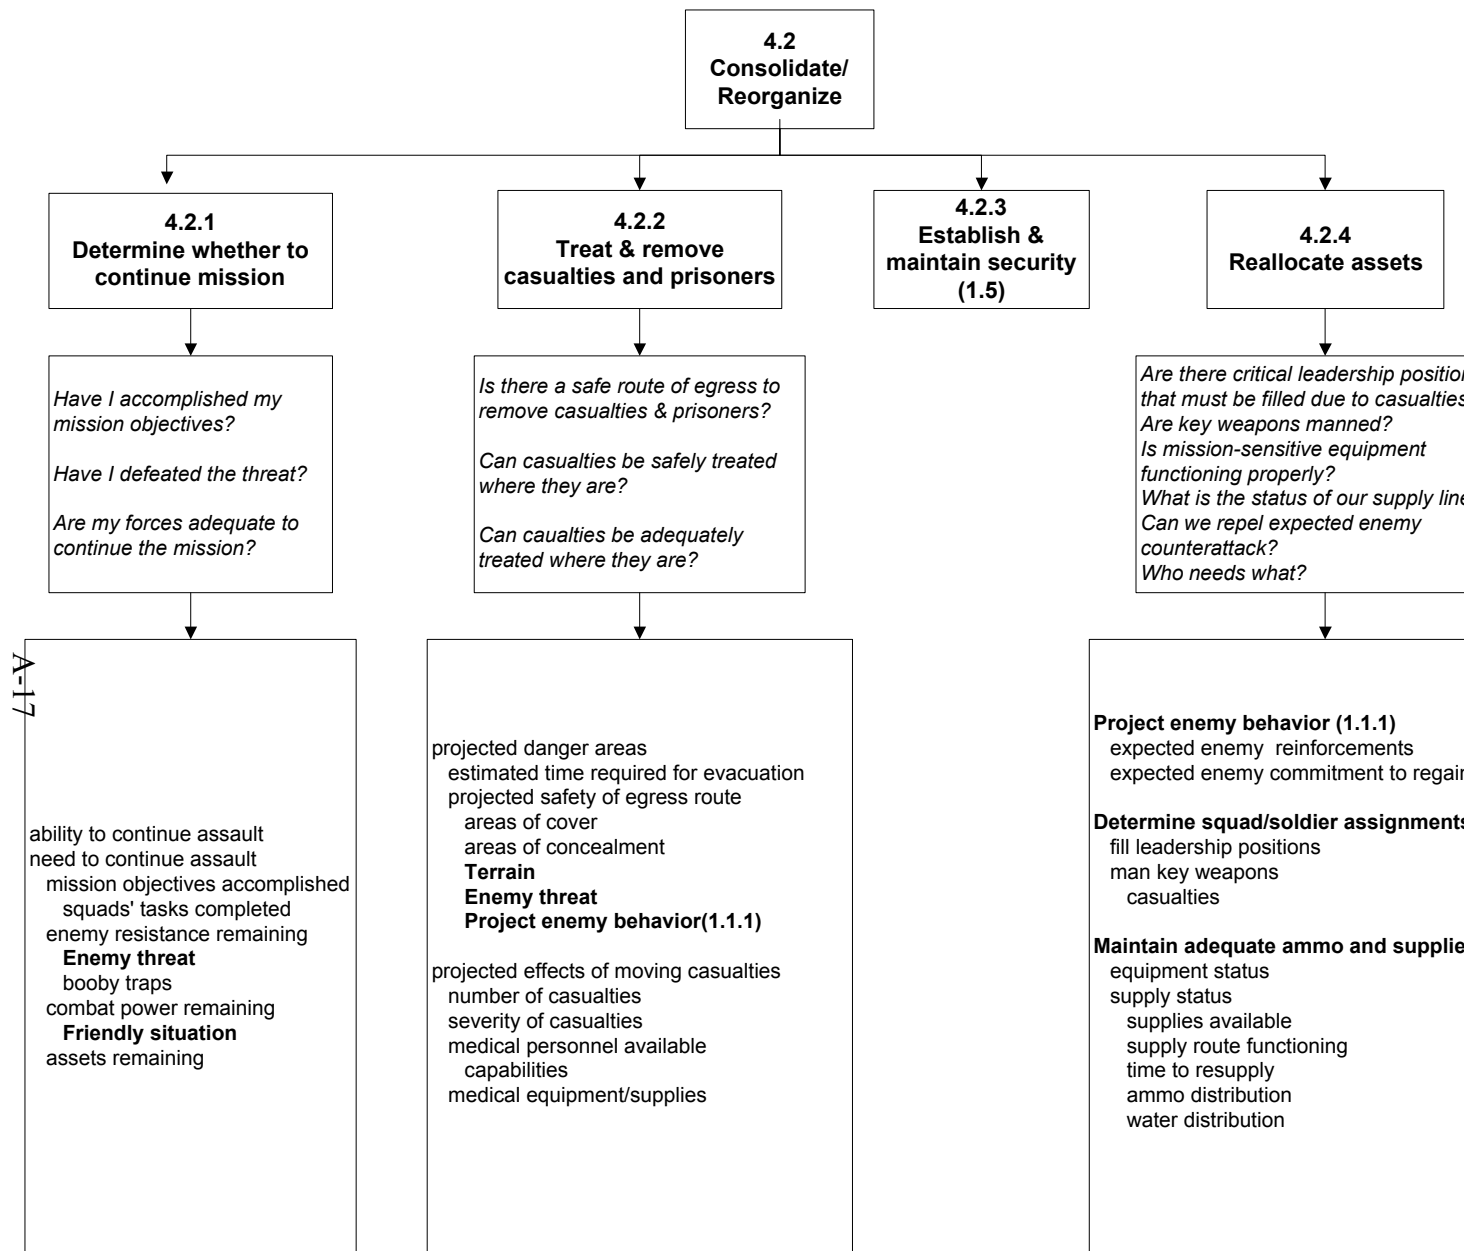 4.2
Consolidate/
Reorganize
4.2.1
Determine whether to
continue mission
4.2.2
Treat & remove
casualties and prisoners
4.2.3
Establish &
maintain security
(1.5)
4.2.4
Reallocate assets
Have I accomplished my
mission objectives?
Have I defeated the threat?
Are my forces adequate to
continue the mission?
Is there a safe route of egress to
remove casualties & prisoners?
Can casualties be safely treated
where they are?
Can caualties be adequately
treated where they are?
Are there critical leadership position
that must be filled due to casualties
Are key weapons manned?
Is mission-sensitive equipment
functioning properly?
What is the status of our supply line
Can we repel expected enemy
counterattack?
Who needs what?
A-17
ability to continue assault
need to continue assault
mission objectives accomplished
squads' tasks completed
enemy resistance remaining
Enemy threat
booby traps
combat power remaining
Friendly situation
assets remaining
projected danger areas
estimated time required for evacuation
projected safety of egress route
areas of cover
areas of concealment
Terrain
Enemy threat
Project enemy behavior(1.1.1)
projected effects of moving casualties
number of casualties
severity of casualties
medical personnel available
capabilities
medical equipment/supplies
Project enemy behavior (1.1.1)
expected enemy reinforcements
expected enemy commitment to regain
Determine squad/soldier assignments
fill leadership positions
man key weapons
casualties
Maintain adequate ammo and supplie
equipment status
supply status
supplies available
supply route functioning
time to resupply
ammo distribution
water distribution